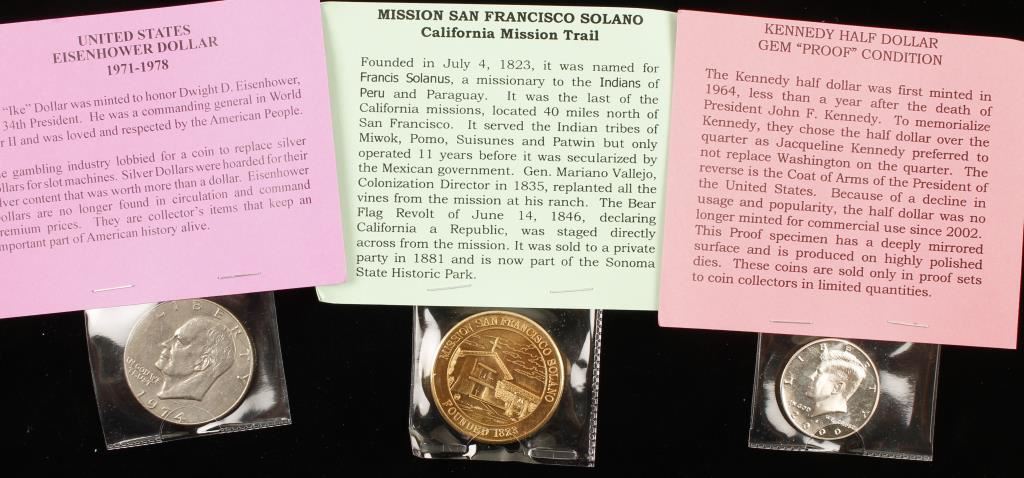 UNITED STATES
EISENHOWER DOLLAR
1971-1978
"Ike" Dollar was minted to honor Dwight D. Eisenhower,
34th President. He was a commanding general in World
r II and was loved and respected by the American People.
e gambling industry lobbied for a coin to replace silver
ollars for slot machines. Silver Dollars were hoarded for their
lver content that was worth more than a dollar. Eisenhower
ollars are no longer found in circulation and command
remium prices. They are collector's items that keep an
mportant part of American history alive.
LIBERTY
IN GOD WE TRUST
1974
MISSION SAN FRANCISCO SOLANO
California Mission Trail
Founded in July 4, 1823, it was named for
Francis Solanus, a missionary to the Indians of
Peru and Paraguay. It was the last of the
California missions, located 40 miles north of
San Francisco. It served the Indian tribes of
Miwok, Pomo, Suisunes and Patwin but only
operated 11 years before it was secularized by
the Mexican government. Gen. Mariano Vallejo,
Colonization Director in 1835, replanted all the
vines from the mission at his ranch. The Bear
Flag Revolt of June 14, 1846, declaring
California a Republic, was staged directly
across from the mission. It was sold to a private
party in 1881 and is now part of the Sonoma
State Historic Park.
MISSION SAN FRANCISCO SOLANO
FOUNDED 1823
KENNEDY HALF DOLLAR
GEM "PROOF" CONDITION
The Kennedy half dollar was first minted in
1964, less than a year after the death of
President John F. Kennedy. To memorialize
Kennedy, they chose the half dollar over the
quarter as Jacqueline Kennedy preferred to
not replace Washington on the quarter. The
reverse is the Coat of Arms of the President of
the United States. Because of a decline in
usage and popularity, the half dollar was no
longer minted for commercial use since 2002.
This Proof specimen has a deeply mirrored
surface and is produced on highly polished
dies. These coins are sold only in proof sets
to coin collectors in limited quantities.
LIBERTY
IN GOD